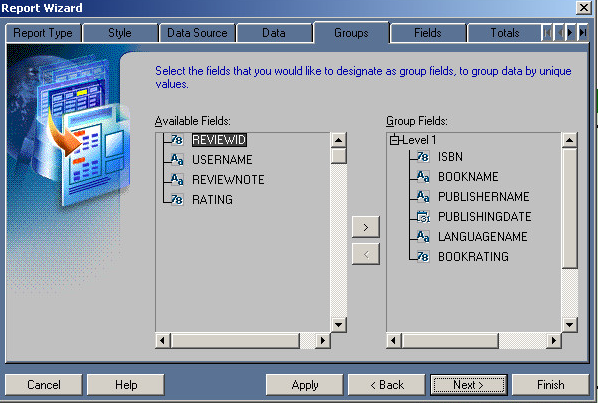 Report Wizard
Report Type Style Data Source Data Groups Fields Totals
Select the fields that you would like to designate as group fields, to group data by unique
values.
Available Fields:
REVIEWID
USERNAME
REVIEWNOTE
RATING
>
<
Group Fields:
Level 1
ISBN
BOOKNAME
PUBLISHERNAME
PUBLISHINGDATE
LANGUAGENAME
BOOKRATING
Cancel Help Apply < Back Next > Finish